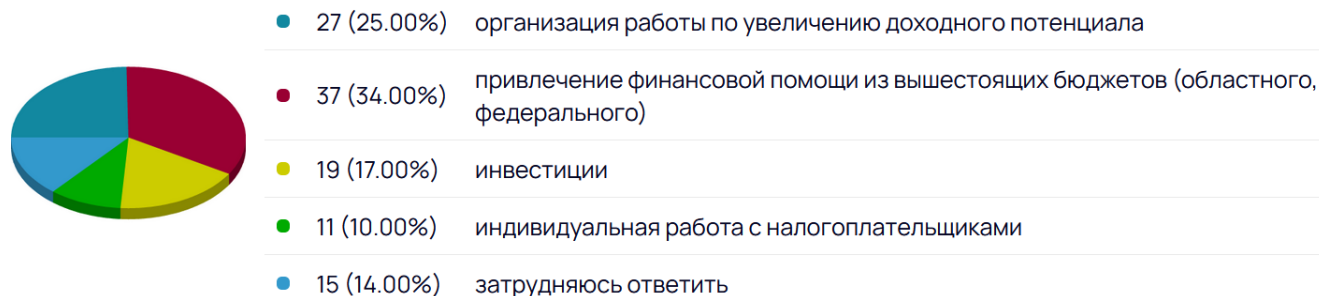 27 (25.00%) организация работы по увеличению доходного потенциала
37 (34.00%) привлечение финансовой помощи из вышестоящих бюджетов (областного,
федерального)
19 (17.00%) инвестиции
11 (10.00%) индивидуальная работа с налогоплательщиками
15 (14.00%) затрудняюсь ответить